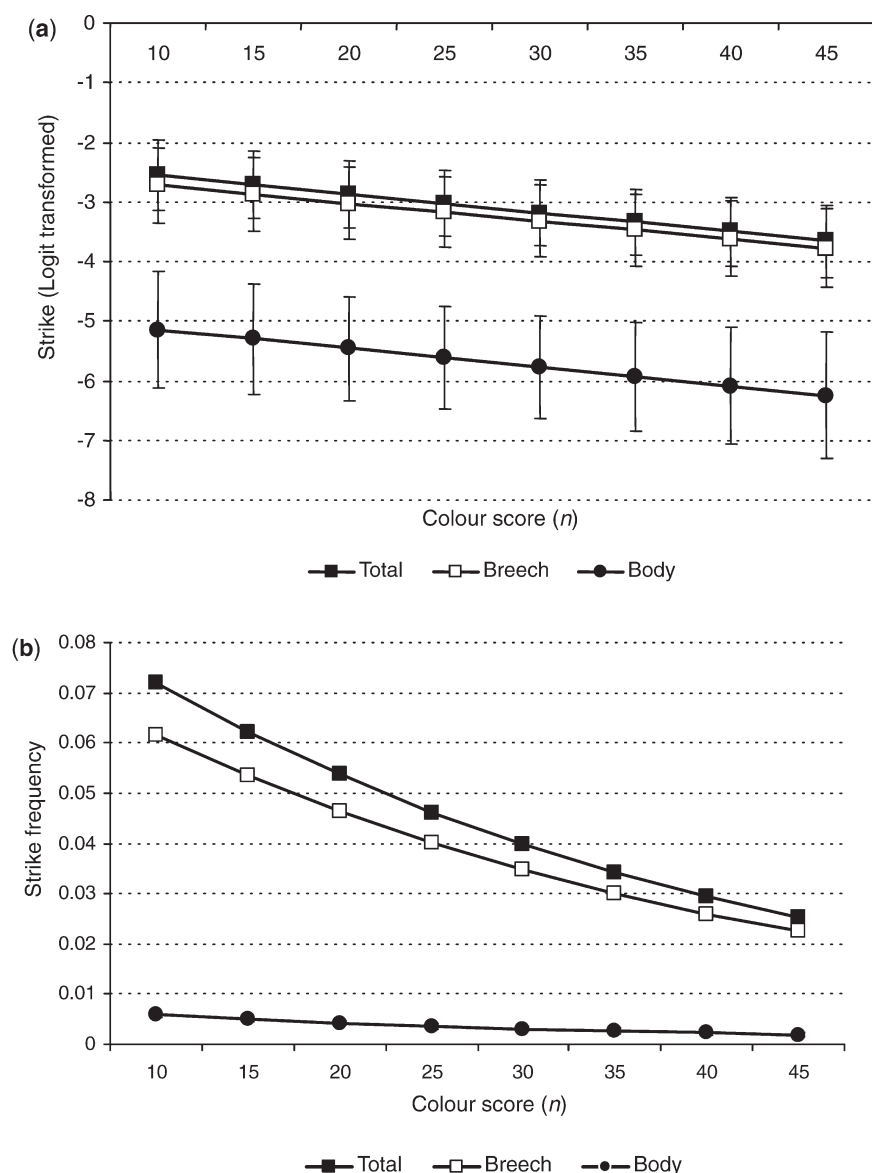 (a)
0
10 15 20 25 30 35 40 45
-1
-2
-3
-4
-5
-6
-7
-8
Strike (Logit transformed)
Colour score (n)
Total Breech Body
(b)
0.08
0.07
0.06
0.05
0.04
0.03
0.02
0.01
0
Strike frequency
10 15 20 25 30 35 40 45
Colour score (n)
Total Breech Body